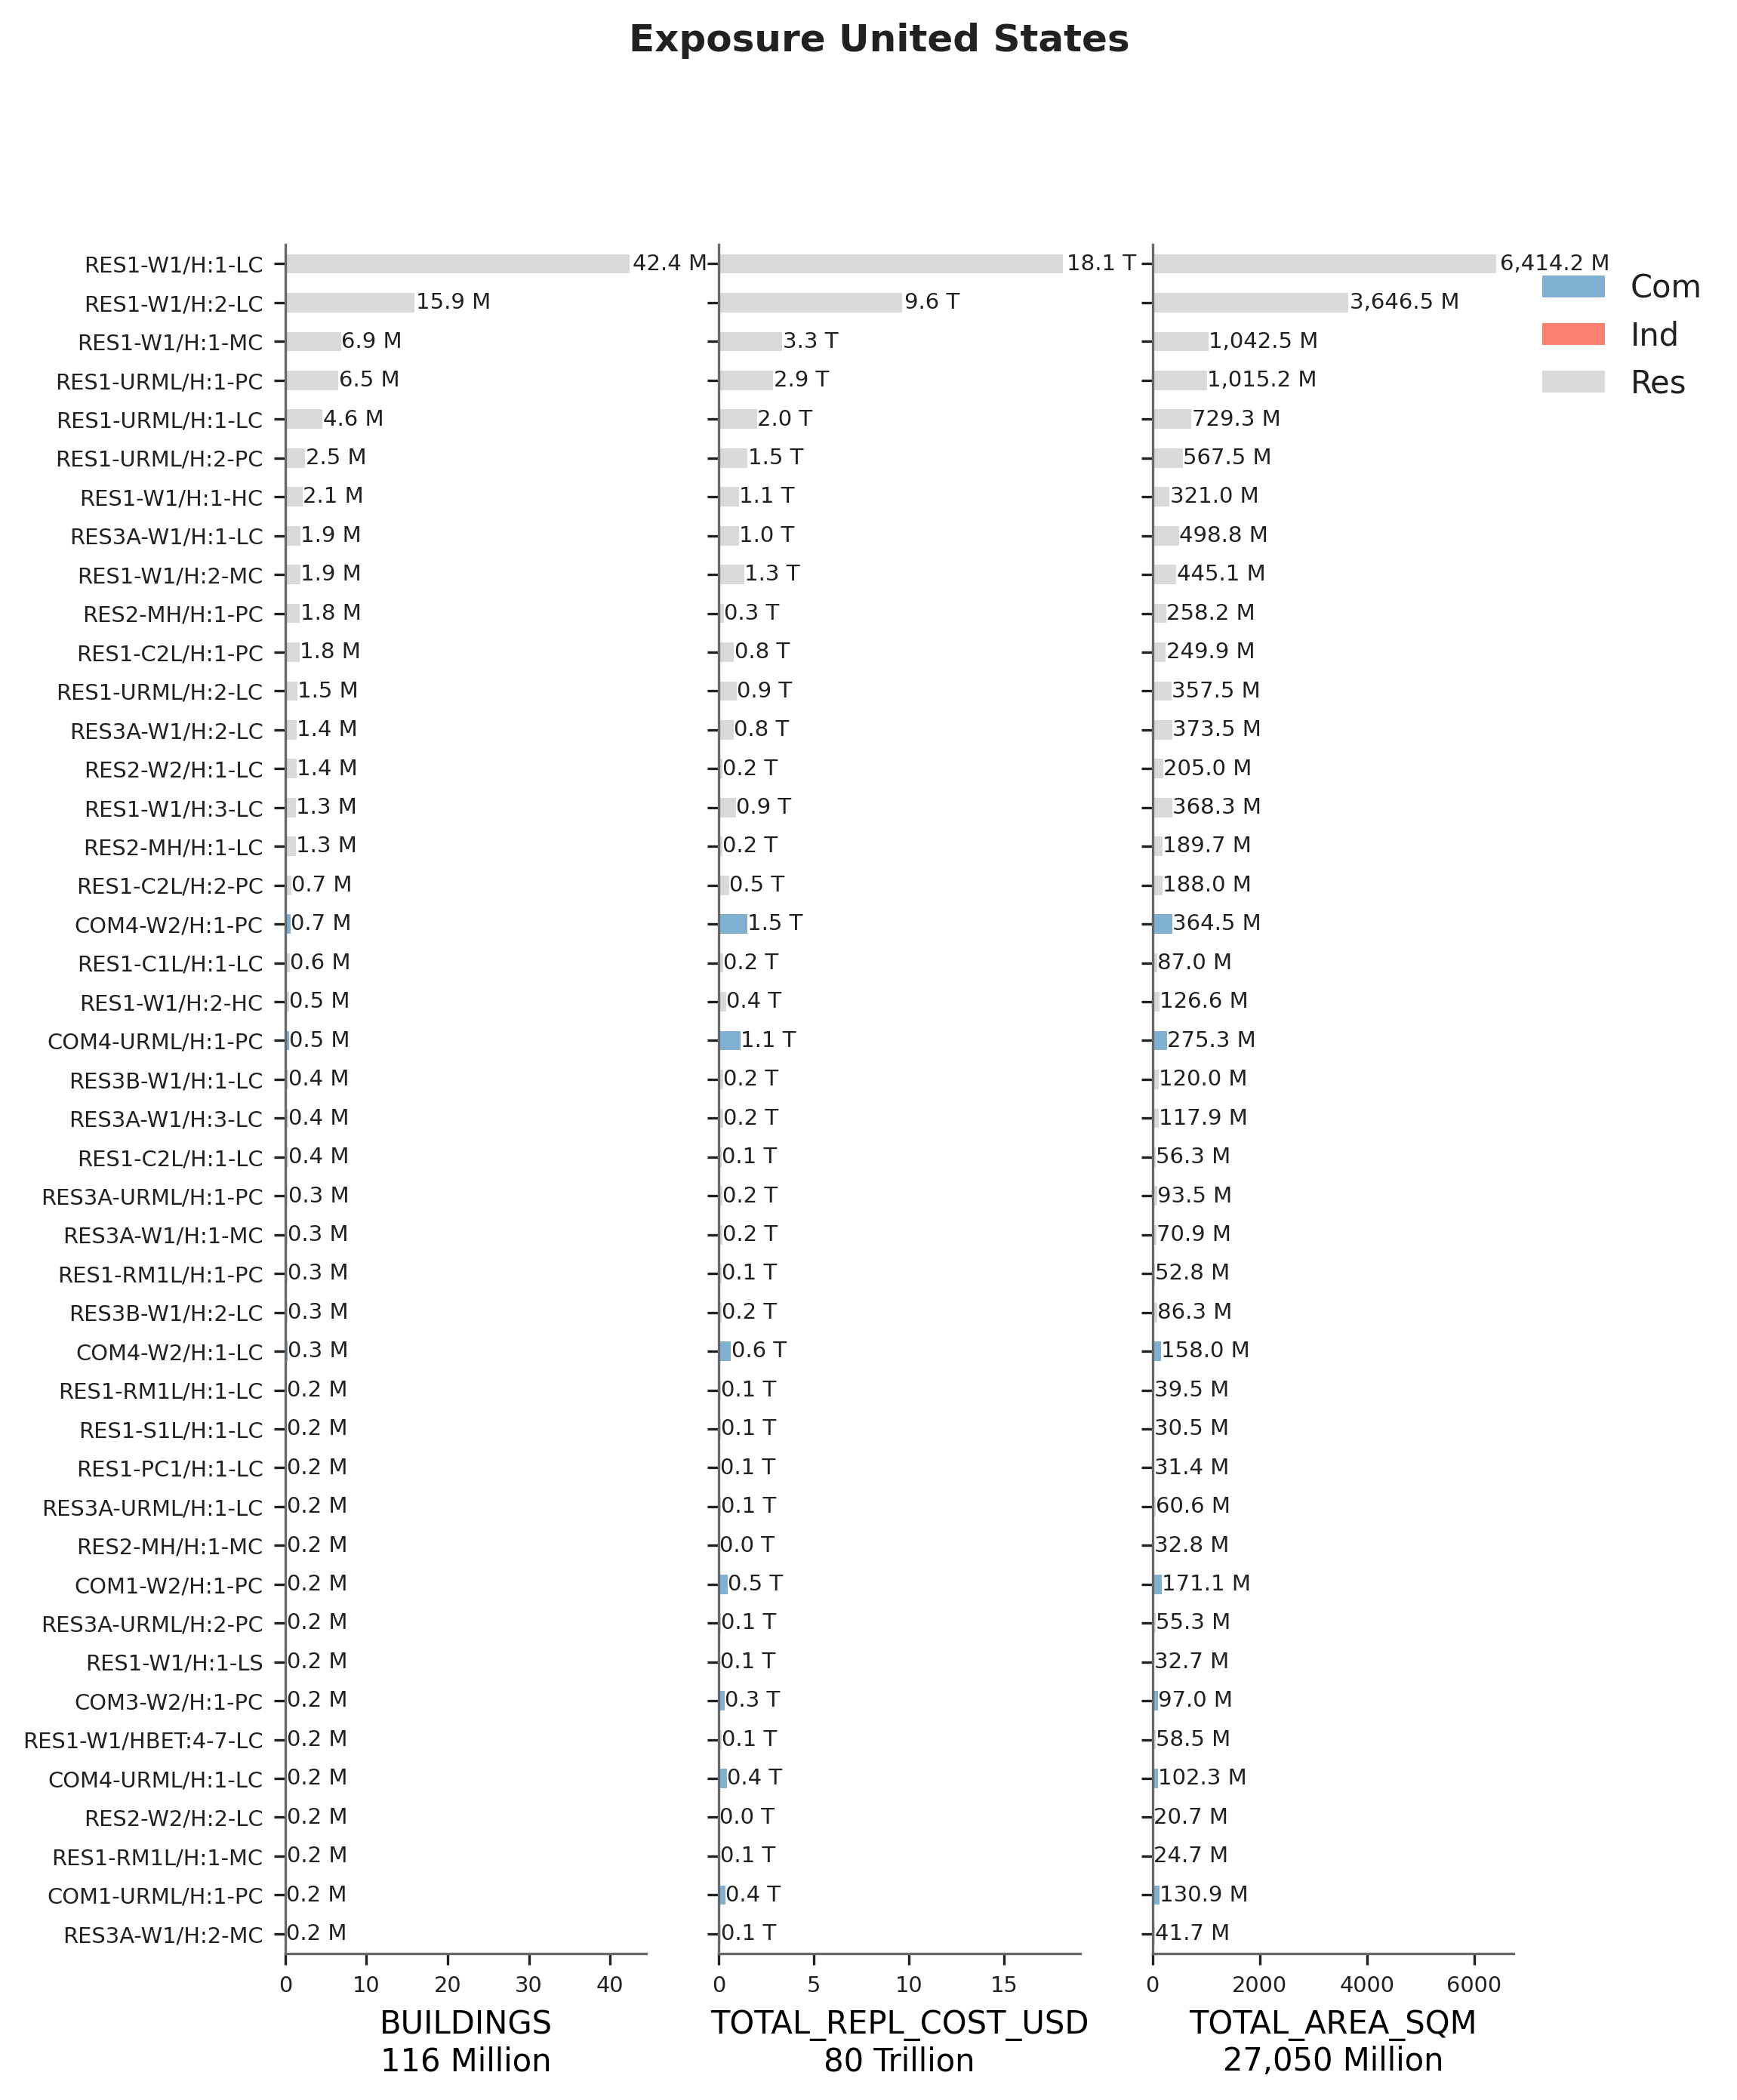 Exposure United States
RES1-W1/H:1-LC 42.4 M 18.1 T 6,414.2 M
RES1-W1/H:2-LC 15.9 M 9.6 T 3,646.5 M
RES1-W1/H:1-MC 6.9 M 3.3 T 1,042.5 M
RES1-URML/H:1-PC 6.5 M 2.9 T 1,015.2 M
RES1-URML/H:1-LC 4.6 M 2.0 T 729.3 M
RES1-URML/H:2-PC 2.5 M 1.5 T 567.5 M
RES1-W1/H:1-HC 2.1 M 1.1 T 321.0 M
RES3A-W1/H:1-LC 1.9 M 1.0 T 498.8 M
RES1-W1/H:2-MC 1.9 M 1.3 T 445.1 M
RES2-MH/H:1-PC 1.8 M 0.3 T 258.2 M
RES1-C2L/H:1-PC 1.8 M 0.8 T 249.9 M
RES1-URML/H:2-LC 1.5 M 0.9 T 357.5 M
RES3A-W1/H:2-LC 1.4 M 0.8 T 373.5 M
RES2-W2/H:1-LC 1.4 M 0.2 T 205.0 M
RES1-W1/H:3-LC 1.3 M 0.9 T 368.3 M
RES2-MH/H:1-LC 1.3 M 0.2 T 189.7 M
RES1-C2L/H:2-PC 0.7 M 0.5 T 188.0 M
COM4-W2/H:1-PC 0.7 M 1.5 T 364.5 M
RES1-C1L/H:1-LC 0.6 M 0.2 T 87.0 M
RES1-W1/H:2-HC 0.5 M 0.4 T 126.6 M
COM4-URML/H:1-PC 0.5 M 1.1 T 275.3 M
RES3B-W1/H:1-LC 0.4 M 0.2 T 120.0 M
RES3A-W1/H:3-LC 0.4 M 0.2 T 117.9 M
RES1-C2L/H:1-LC 0.4 M 0.1 T 56.3 M
RES3A-URML/H:1-PC 0.3 M 0.2 T 93.5 M
RES3A-W1/H:1-MC 0.3 M 0.2 T 70.9 M
RES1-RM1L/H:1-PC 0.3 M 0.1 T 52.8 M
RES3B-W1/H:2-LC 0.3 M 0.2 T 86.3 M
COM4-W2/H:1-LC 0.3 M 0.6 T 158.0 M
RES1-RM1L/H:1-LC 0.2 M 0.1 T 39.5 M
RES1-S1L/H:1-LC 0.2 M 0.1 T 30.5 M
RES1-PC1/H:1-LC 0.2 M 0.1 T 31.4 M
RES3A-URML/H:1-LC 0.2 M 0.1 T 60.6 M
RES2-MH/H:1-MC 0.2 M 0.0 T 32.8 M
COM1-W2/H:1-PC 0.2 M 0.5 T 171.1 M
RES3A-URML/H:2-PC 0.2 M 0.1 T 55.3 M
RES1-W1/H:1-LS 0.2 M 0.1 T 32.7 M
COM3-W2/H:1-PC 0.2 M 0.3 T 97.0 M
RES1-W1/HBET:4-7-LC 0.2 M 0.1 T 58.5 M
COM4-URML/H:1-LC 0.2 M 0.4 T 102.3 M
RES2-W2/H:2-LC 0.2 M 0.0 T 20.7 M
RES1-RM1L/H:1-MC 0.2 M 0.1 T 24.7 M
COM1-URML/H:1-PC 0.2 M 0.4 T 130.9 M
RES3A-W1/H:2-MC 0.2 M 0.1 T 41.7 M
0 10 20 30 40
BUILDINGS
116 Million
0 5 10 15
TOTAL_REPL_COST_USD
80 Trillion
0 2000 4000 6000
TOTAL_AREA_SQM
27,050 Million
Com
Ind
Res